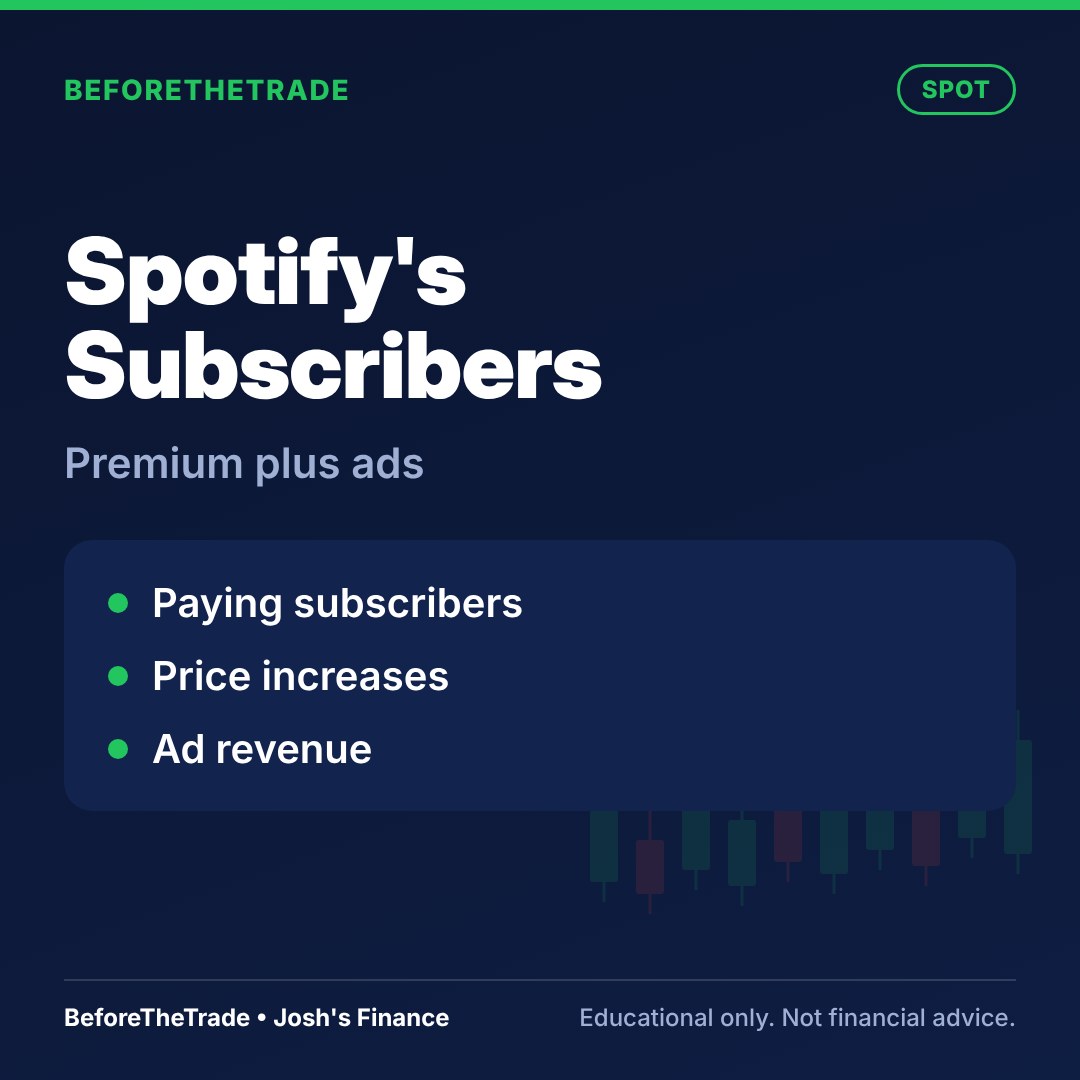 BEFORETHETRADE
SPOT
Spotify's
Subscribers
Premium plus ads
Paying subscribers
Price increases
Ad revenue
BeforeTheTrade • Josh's Finance
Educational only. Not financial advice.